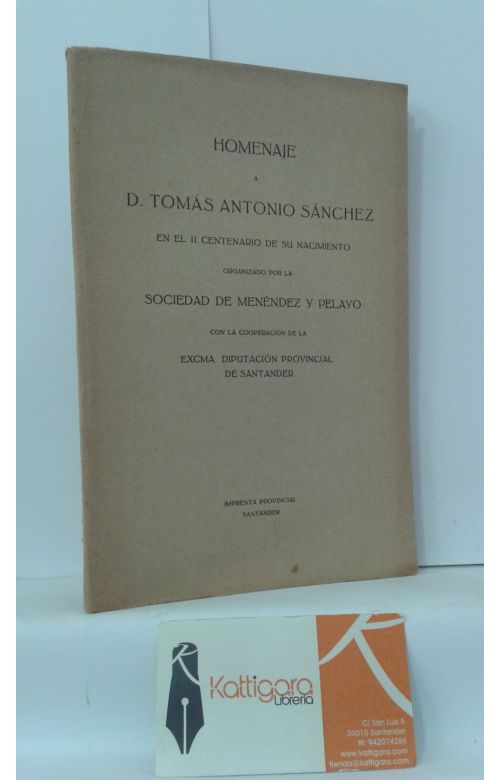 HOMENAJE
A
D. TOMÁS ANTONIO SÁNCHEZ
EN EL II CENTENARIO DE SU NACIMIENTO
ORGANIZADO POR LA
SOCIEDAD DE MENÉNDEZ Y PELAYO
CON LA COOPERACIÓN DE LA
EXCMA. DIPUTACIÓN PROVINCIAL
DE SANTANDER
IMPRENTA PROVINCIAL
SANTANDER
K
Kattigara
Librería
K
C/ San Luis 5
39010 Santander
tlf: 942074286
www.kattigara.com
tienda@kattigara.com